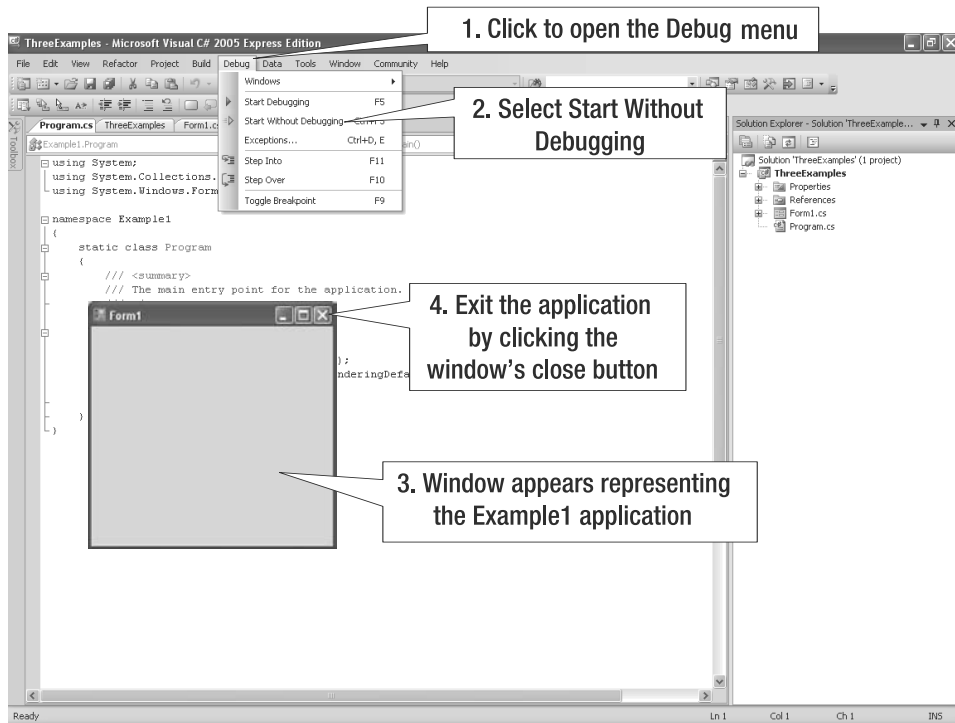 1. Click to open the Debug menu
ThreeExamples - Microsoft Visual C# 2005 Express Edition
File Edit View Refactor Project Build Debug Data Tools Window Community Help
Windows
Start Debugging F5
Start Without Debugging
Exceptions... Ctrl+D, E
Step Into F11
Step Over F10
Toggle Breakpoint F9
2. Select Start Without
Debugging
Toolbox
Program.cs ThreeExamples Form1.c
Example1.Program
using System;
using System.Collections.
using System.Windows.Form
namespace Example1
{
static class Program
{
/// <summary>
/// The main entry point for the application.
);
nderingDefa
}
}
Form1
4. Exit the application
by clicking the
window's close button
3. Window appears representing
the Example1 application
Solution Explorer - Solution 'ThreeExample...
Solution 'ThreeExamples' (1 project)
ThreeExamples
Properties
References
Form1.cs
Program.cs
Ready Ln 1 Col 1 Ch 1 INS